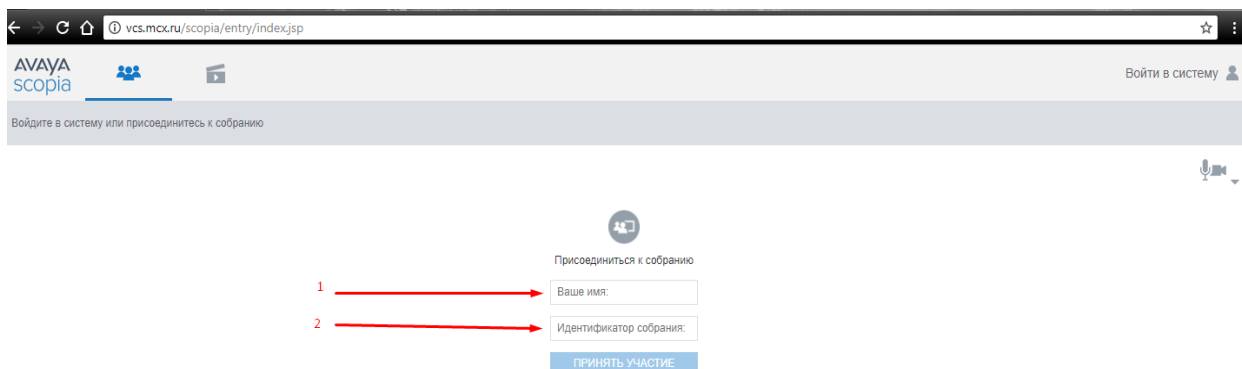 vcs.mcx.ru/scopia/entry/index.jsp
AVAYA
scopia
Войти в систему
Войдите в систему или присоединитесь к собранию
Присоединиться к собранию
1
Ваше имя:
2
Идентификатор собрания:
ПРИНЯТЬ УЧАСТИЕ